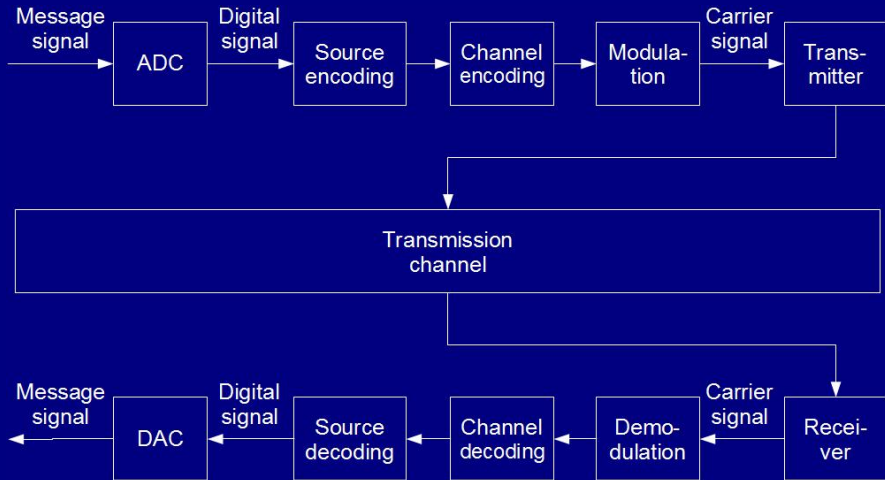 Message
signal
ADC
Digital
signal
Source
encoding
Channel
encoding
Modula-
tion
Carrier
signal
Trans-
mitter
Transmission
channel
Message
signal
DAC
Digital
signal
Source
decoding
Channel
decoding
Demo-
dulation
Carrier
signal
Recei-
ver